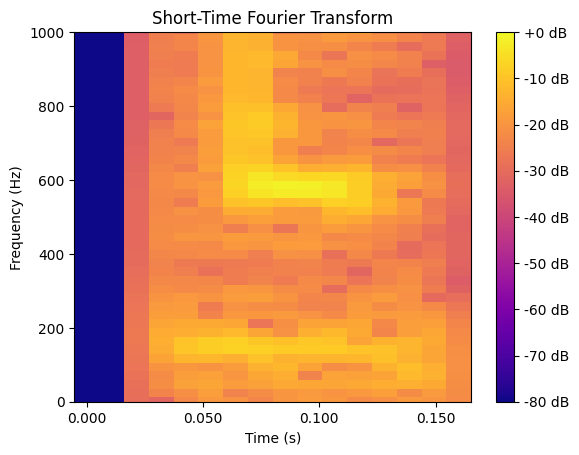 Short-Time Fourier Transform
1000
800
600
400
200
0
Frequency (Hz)
0.000
0.050
0.100
0.150
Time (s)
+0 dB
-10 dB
-20 dB
-30 dB
-40 dB
-50 dB
-60 dB
-70 dB
-80 dB